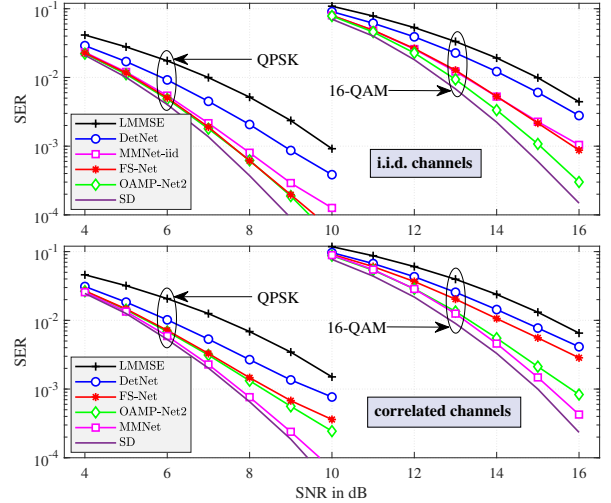 10^-1
10^-2
10^-3
10^-4
SER
QPSK
16-QAM
LMMSE
DetNet
MMNet-iid
FS-Net
OAMP-Net2
SD
i.i.d. channels
4 6 8 10 12 14 16
10^-1
10^-2
10^-3
10^-4
SER
QPSK
16-QAM
LMMSE
DetNet
FS-Net
OAMP-Net2
MMNet
SD
correlated channels
4 6 8 10 12 14 16
SNR in dB